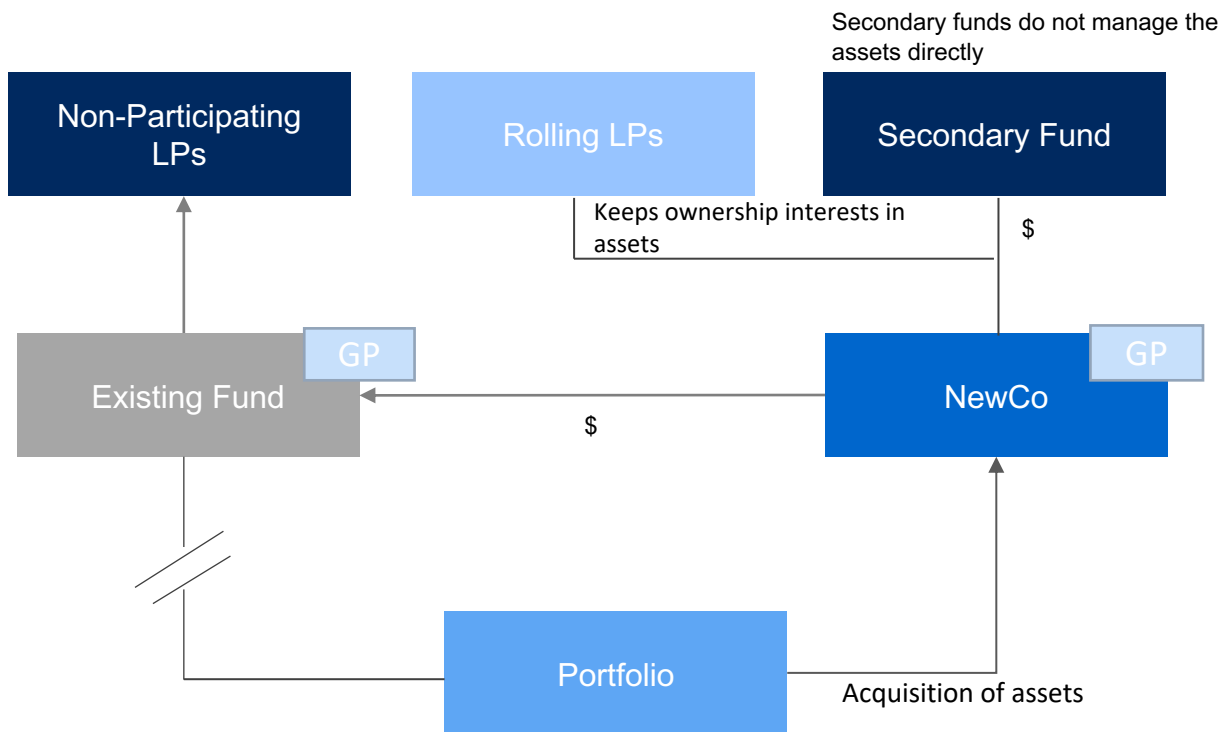 Secondary funds do not manage the
assets directly
Non-Participating
LPs
Rolling LPs
Secondary Fund
Keeps ownership interests in
assets
$
GP
Existing Fund
$
GP
NewCo
Portfolio
Acquisition of assets